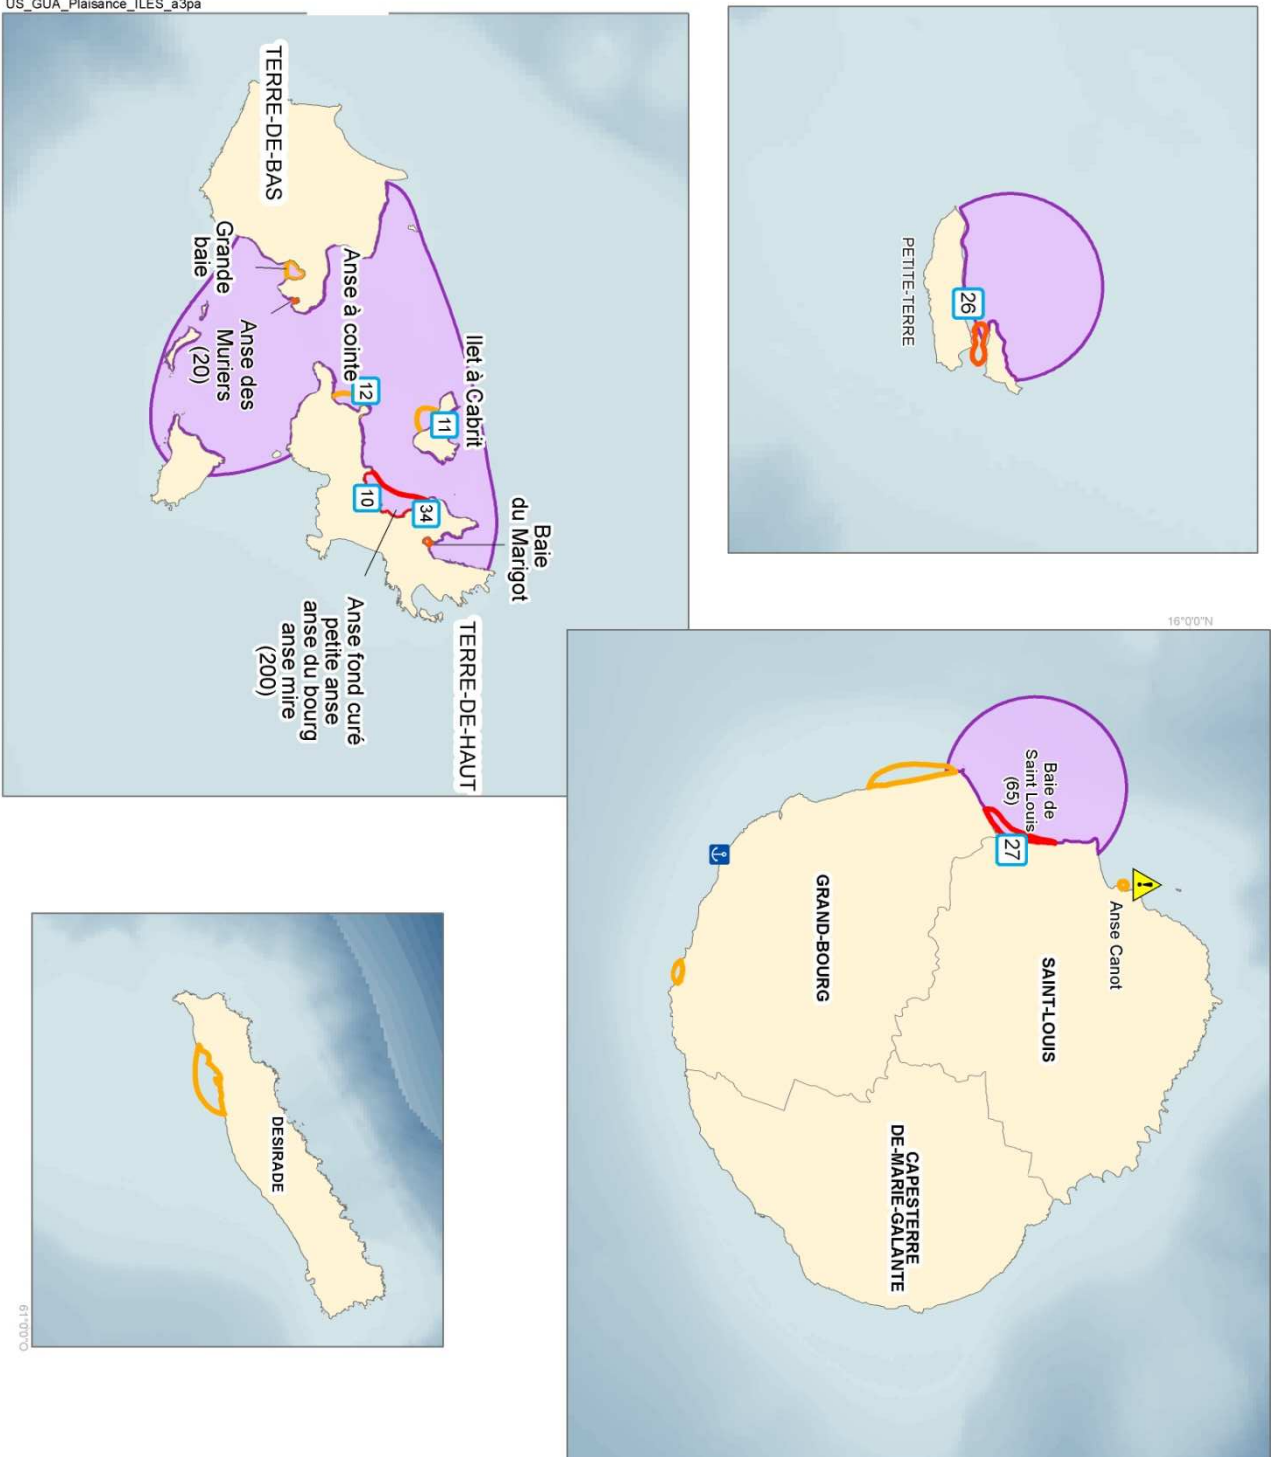 US_GUA_Plaisance_ILES_a3pa
TERRE-DE-BAS
Grande
baie
Anse des
Muriers
(20)
Anse à cointe
12
Ilet à Cabrit
11
10
34
Baie
du Marigot
Anse fond curé
petite anse
anse du bourg
anse mire
(200)
TERRE-DE-HAUT
26
PETITE-TERRE
16°0'0"N
Baie de
Saint Louis
(65)
27
!
Anse Canot
SAINT-LOUIS
GRAND-BOURG
CAPESTERRE
DE-MARIE-GALANTE
DESIRADE
61°0'0"O